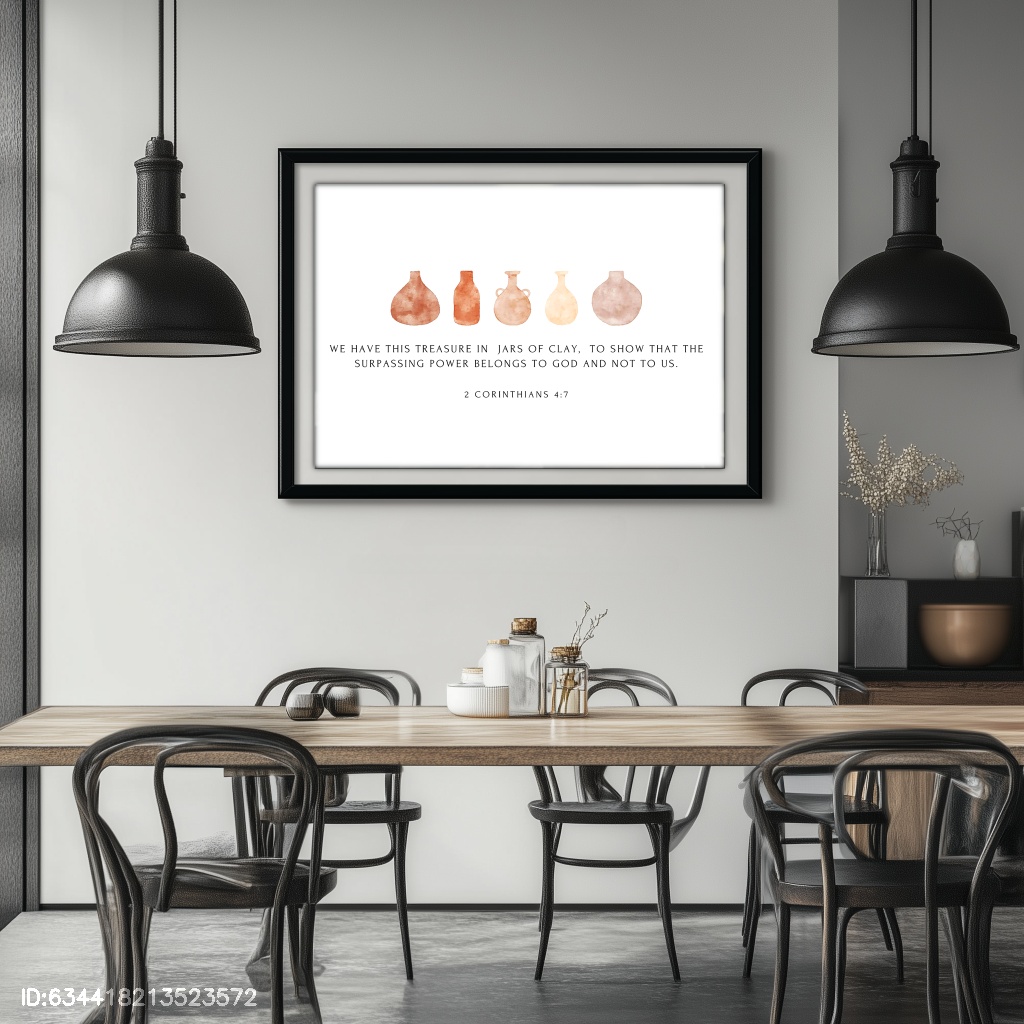 WE HAVE THIS TREASURE IN JARS OF CLAY, TO SHOW THAT THE
SURPASSING POWER BELONGS TO GOD AND NOT TO US.
2 CORINTHIANS 4:7
ID:634418213523572